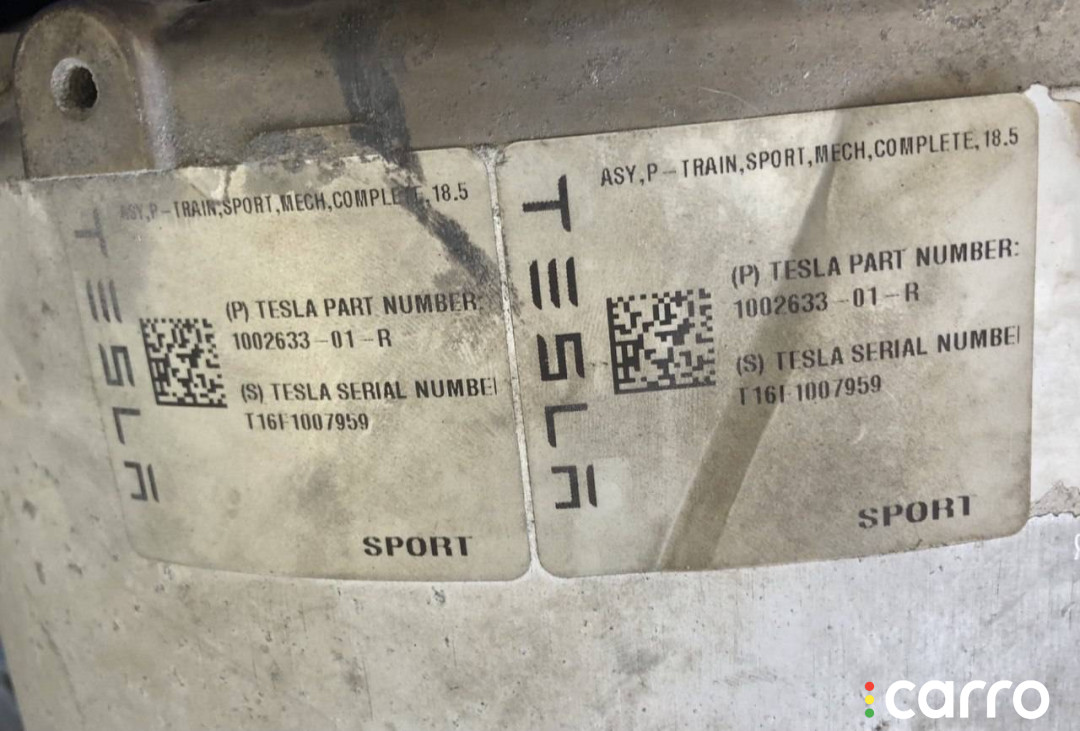 ASY,P-TRAIN,SPORT,MECH,COMPLETE,18.5
TESLA
(P) TESLA PART NUMBER:
1002633-01-R
(S) TESLA SERIAL NUMBE
T16F1007959
SPORT
ASY,P-TRAIN,SPORT,MECH,COMPLETE,18.5
TESLA
(P) TESLA PART NUMBER:
1002633-01-R
(S) TESLA SERIAL NUMBE
T16F1007959
SPORT
carro